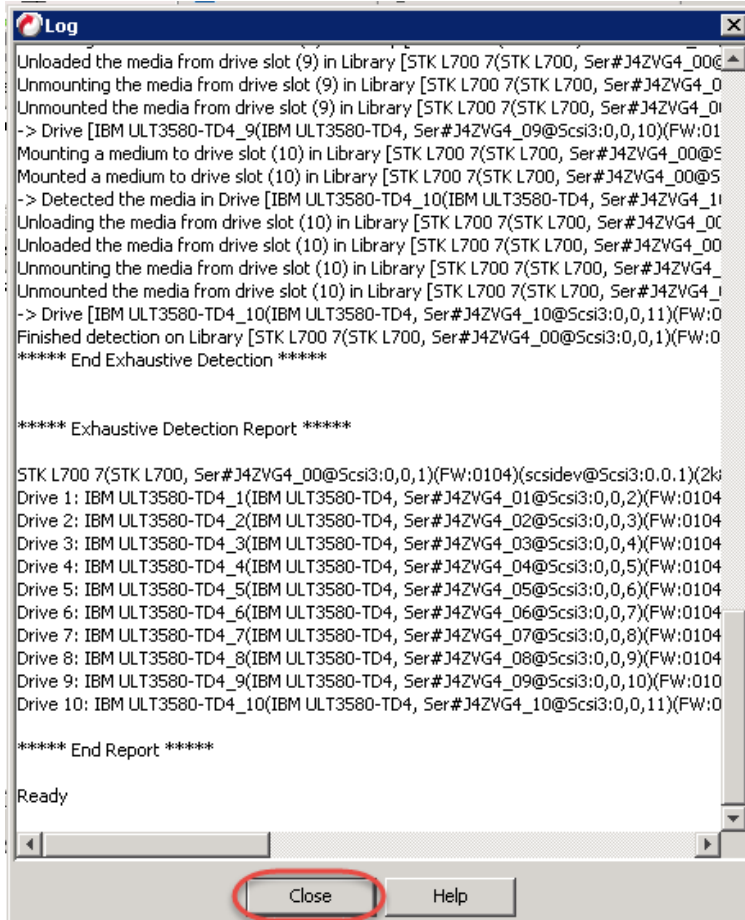 Log
Unloaded the media from drive slot (9) in Library [STK L700 7(STK L700, Ser#J4ZVG4_00@
Unmounting the media from drive slot (9) in Library [STK L700 7(STK L700, Ser#J4ZVG4_0
Unmounted the media from drive slot (9) in Library [STK L700 7(STK L700, Ser#J4ZVG4_0
-> Drive [IBM ULT3580-TD4_9(IBM ULT3580-TD4, Ser#J4ZVG4_09@Scsi3:0,0,10)(FW:01
Mounting a medium to drive slot (10) in Library [STK L700 7(STK L700, Ser#J4ZVG4_00@S
Mounted a medium to drive slot (10) in Library [STK L700 7(STK L700, Ser#J4ZVG4_00@S
-> Detected the media in Drive [IBM ULT3580-TD4_10(IBM ULT3580-TD4, Ser#J4ZVG4_1
Unloading the media from drive slot (10) in Library [STK L700 7(STK L700, Ser#J4ZVG4_00
Unloaded the media from drive slot (10) in Library [STK L700 7(STK L700, Ser#J4ZVG4_00
Unmounting the media from drive slot (10) in Library [STK L700 7(STK L700, Ser#J4ZVG4_
Unmounted the media from drive slot (10) in Library [STK L700 7(STK L700, Ser#J4ZVG4_
-> Drive [IBM ULT3580-TD4_10(IBM ULT3580-TD4, Ser#J4ZVG4_10@Scsi3:0,0,11)(FW:0
Finished detection on Library [STK L700 7(STK L700, Ser#J4ZVG4_00@Scsi3:0,0,1)(FW:0
***** End Exhaustive Detection *****
***** Exhaustive Detection Report *****
STK L700 7(STK L700, Ser#J4ZVG4_00@Scsi3:0,0,1)(FW:0104)(scsidev@Scsi3:0.0.1)(2k
Drive 1: IBM ULT3580-TD4_1(IBM ULT3580-TD4, Ser#J4ZVG4_01@Scsi3:0,0,2)(FW:0104
Drive 2: IBM ULT3580-TD4_2(IBM ULT3580-TD4, Ser#J4ZVG4_02@Scsi3:0,0,3)(FW:0104
Drive 3: IBM ULT3580-TD4_3(IBM ULT3580-TD4, Ser#J4ZVG4_03@Scsi3:0,0,4)(FW:0104
Drive 4: IBM ULT3580-TD4_4(IBM ULT3580-TD4, Ser#J4ZVG4_04@Scsi3:0,0,5)(FW:0104
Drive 5: IBM ULT3580-TD4_5(IBM ULT3580-TD4, Ser#J4ZVG4_05@Scsi3:0,0,6)(FW:0104
Drive 6: IBM ULT3580-TD4_6(IBM ULT3580-TD4, Ser#J4ZVG4_06@Scsi3:0,0,7)(FW:0104
Drive 7: IBM ULT3580-TD4_7(IBM ULT3580-TD4, Ser#J4ZVG4_07@Scsi3:0,0,8)(FW:0104
Drive 8: IBM ULT3580-TD4_8(IBM ULT3580-TD4, Ser#J4ZVG4_08@Scsi3:0,0,9)(FW:0104
Drive 9: IBM ULT3580-TD4_9(IBM ULT3580-TD4, Ser#J4ZVG4_09@Scsi3:0,0,10)(FW:010
Drive 10: IBM ULT3580-TD4_10(IBM ULT3580-TD4, Ser#J4ZVG4_10@Scsi3:0,0,11)(FW:0
***** End Report *****
Ready
Close Help